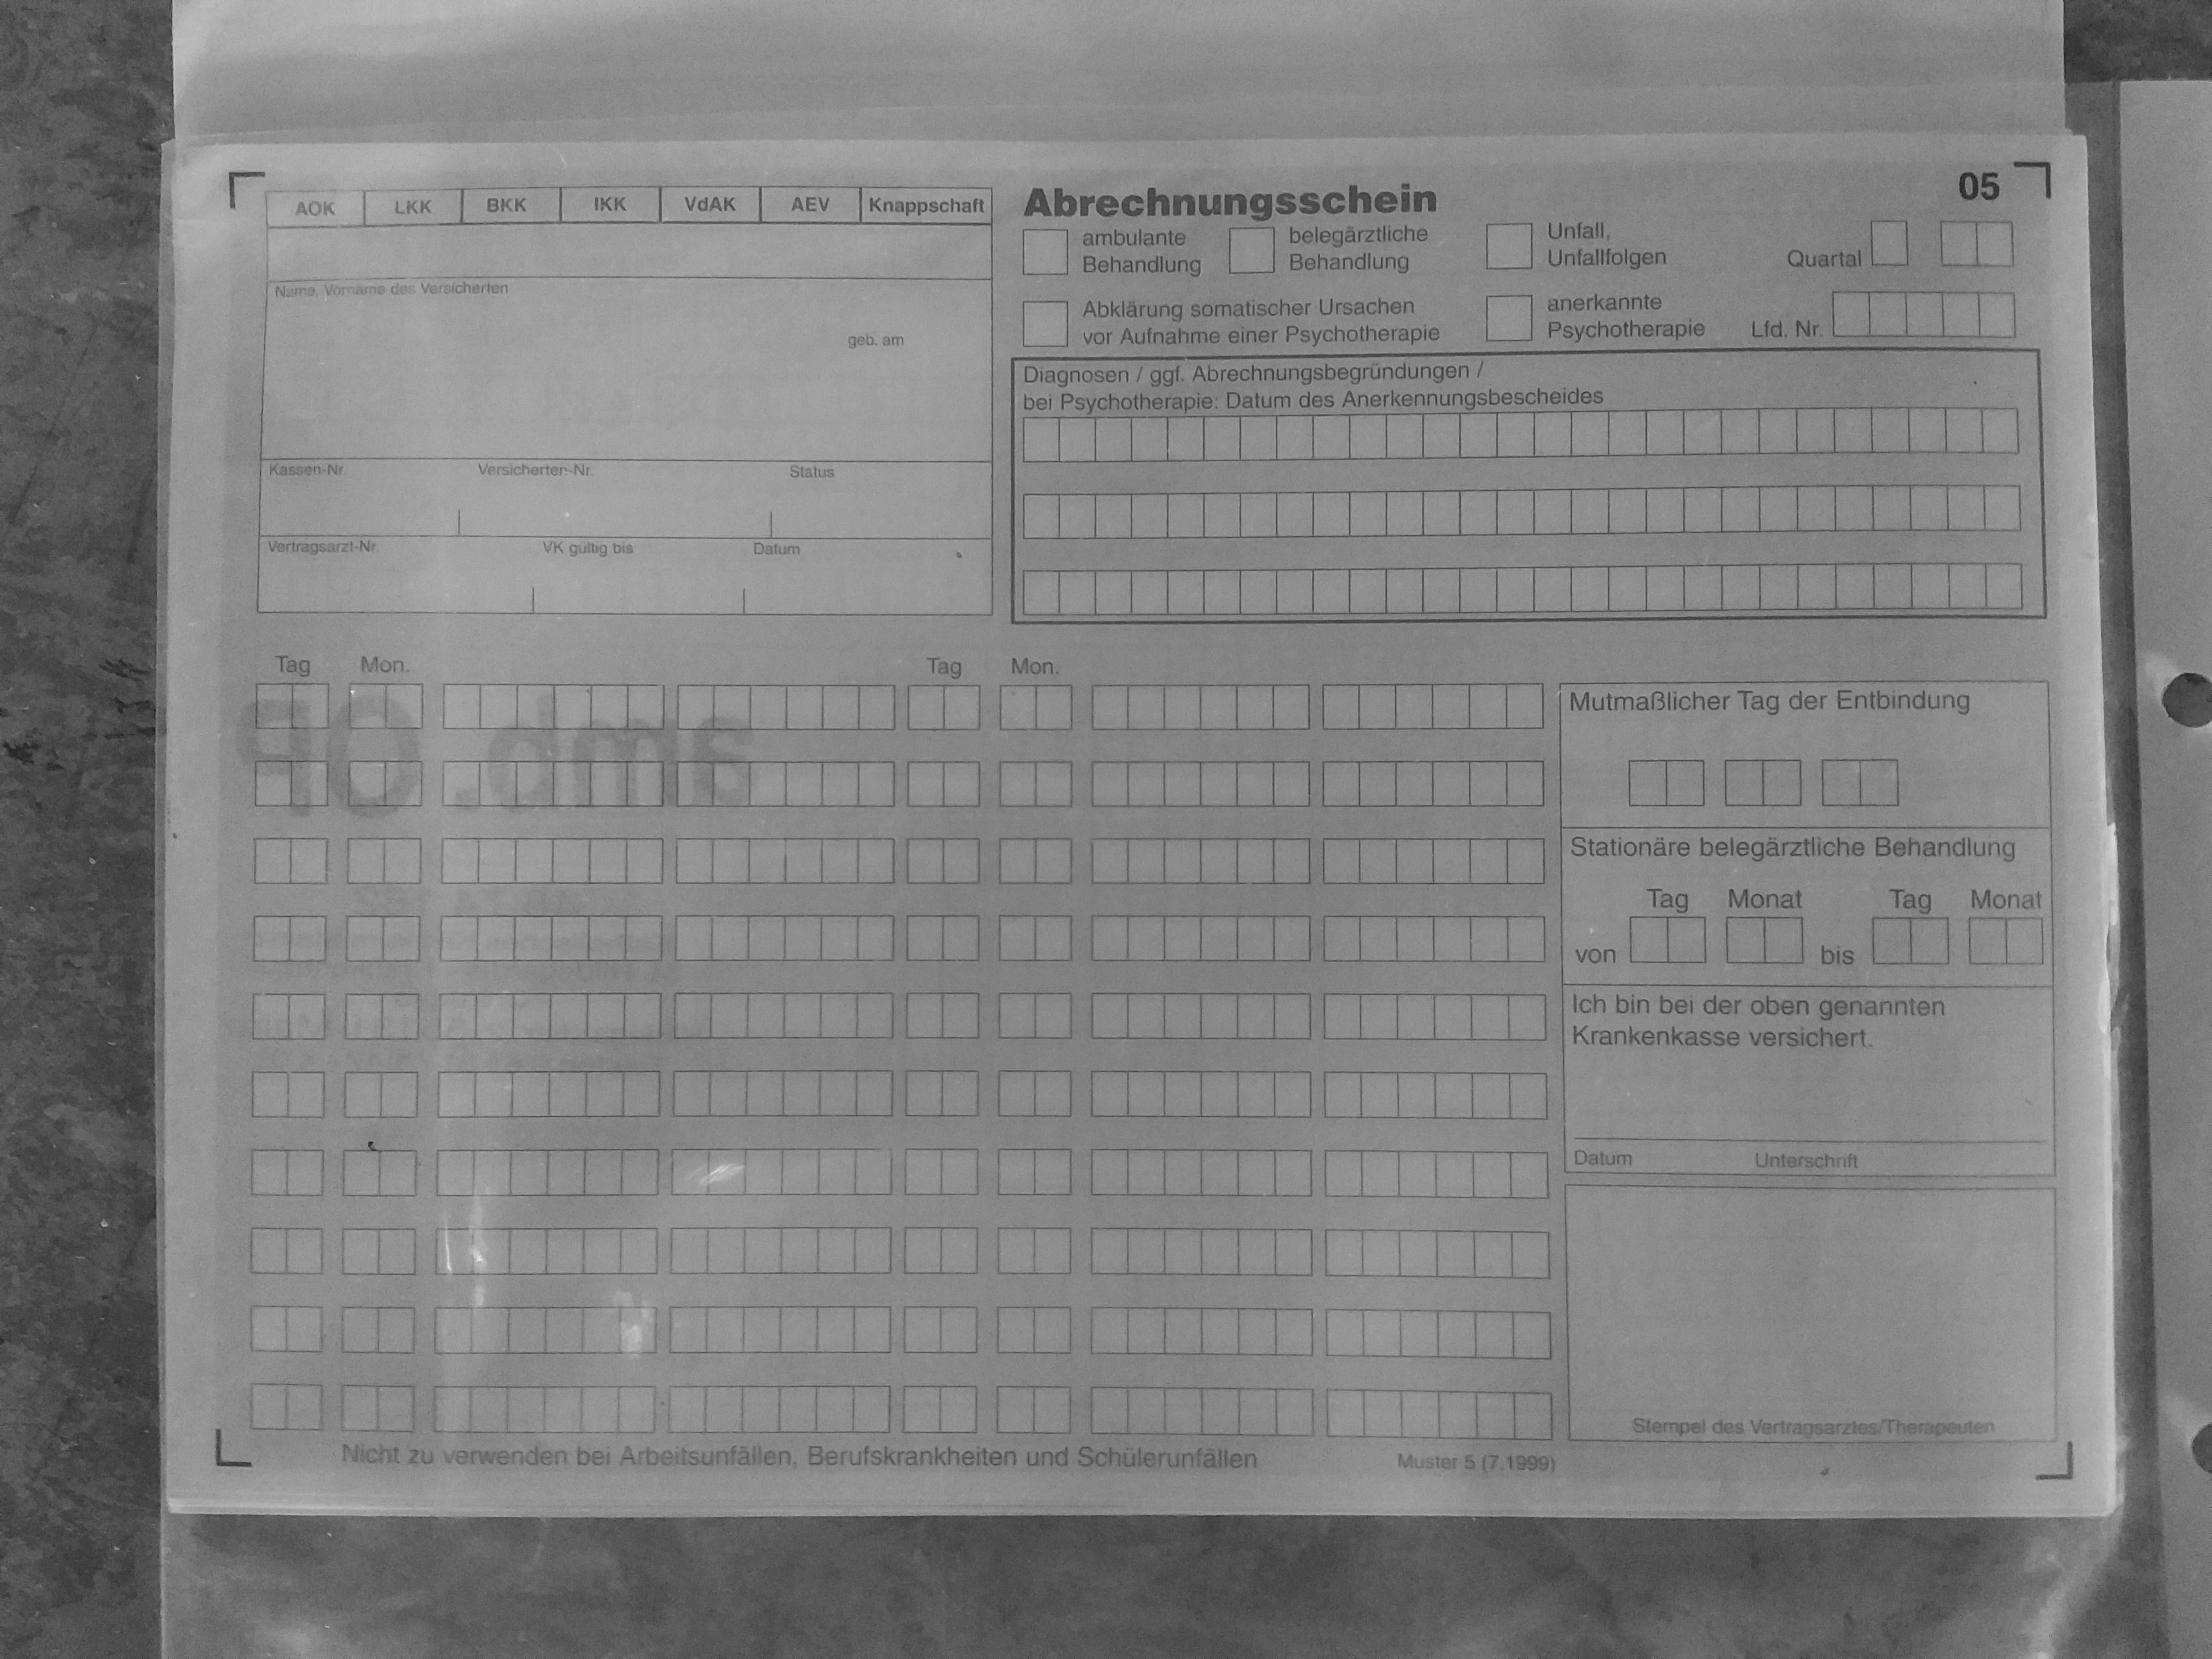 AOK LKK BKK IKK VdAK AEV Knappschaft
Name, Vorname des Versicherten
geb. am
Kassen-Nr. Versicherten-Nr. Status
Vertragsarzt-Nr. VK gültig bis Datum
Abrechnungsschein 05
ambulante Behandlung
belegärztliche Behandlung
Unfall, Unfallfolgen
Quartal
Abklärung somatischer Ursachen
vor Aufnahme einer Psychotherapie
anerkannte Psychotherapie
Lfd. Nr.
Diagnosen / ggf. Abrechnungsbegründungen /
bei Psychotherapie: Datum des Anerkennungsbescheides
Tag Mon. Tag Mon.
amb. OP
Mutmaßlicher Tag der Entbindung
Stationäre belegärztliche Behandlung
Tag Monat Tag Monat
von bis
Ich bin bei der oben genannten
Krankenkasse versichert.
Datum Unterschrift
Stempel des Vertragsarztes/Therapeuten
Nicht zu verwenden bei Arbeitsunfällen, Berufskrankheiten und Schülerunfällen Muster 5 (7.1999)